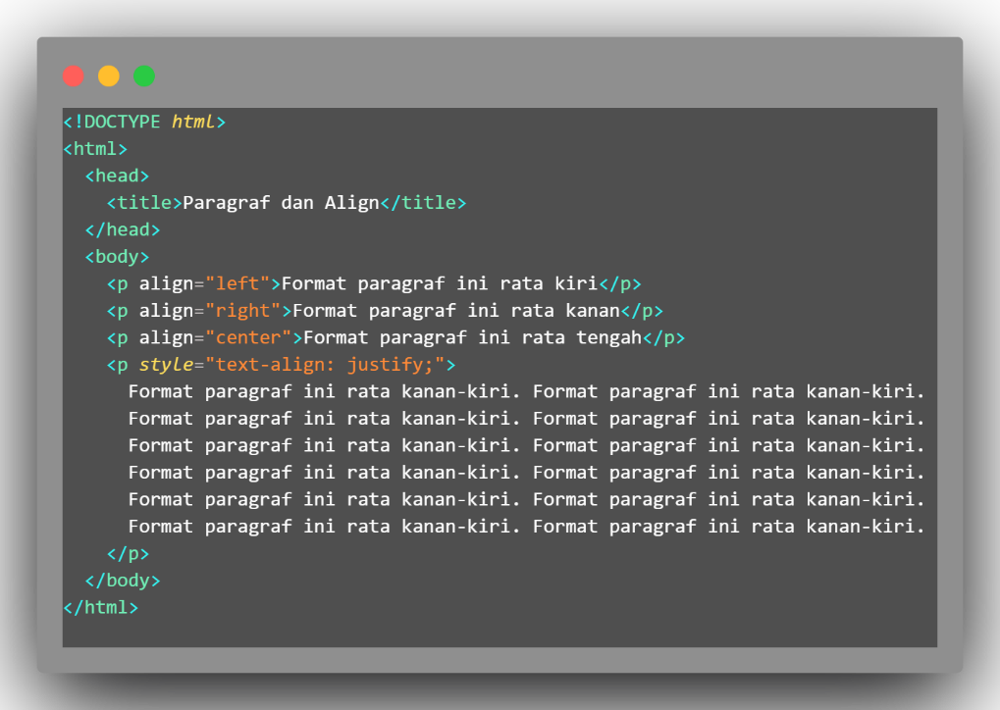 <!DOCTYPE html>
<html>
  <head>
    <title>Paragraf dan Align</title>
  </head>
  <body>
    <p align="left">Format paragraf ini rata kiri</p>
    <p align="right">Format paragraf ini rata kanan</p>
    <p align="center">Format paragraf ini rata tengah</p>
    <p style="text-align: justify;">
      Format paragraf ini rata kanan-kiri. Format paragraf ini rata kanan-kiri.
      Format paragraf ini rata kanan-kiri. Format paragraf ini rata kanan-kiri.
      Format paragraf ini rata kanan-kiri. Format paragraf ini rata kanan-kiri.
      Format paragraf ini rata kanan-kiri. Format paragraf ini rata kanan-kiri.
      Format paragraf ini rata kanan-kiri. Format paragraf ini rata kanan-kiri.
      Format paragraf ini rata kanan-kiri. Format paragraf ini rata kanan-kiri.
    </p>
  </body>
</html>